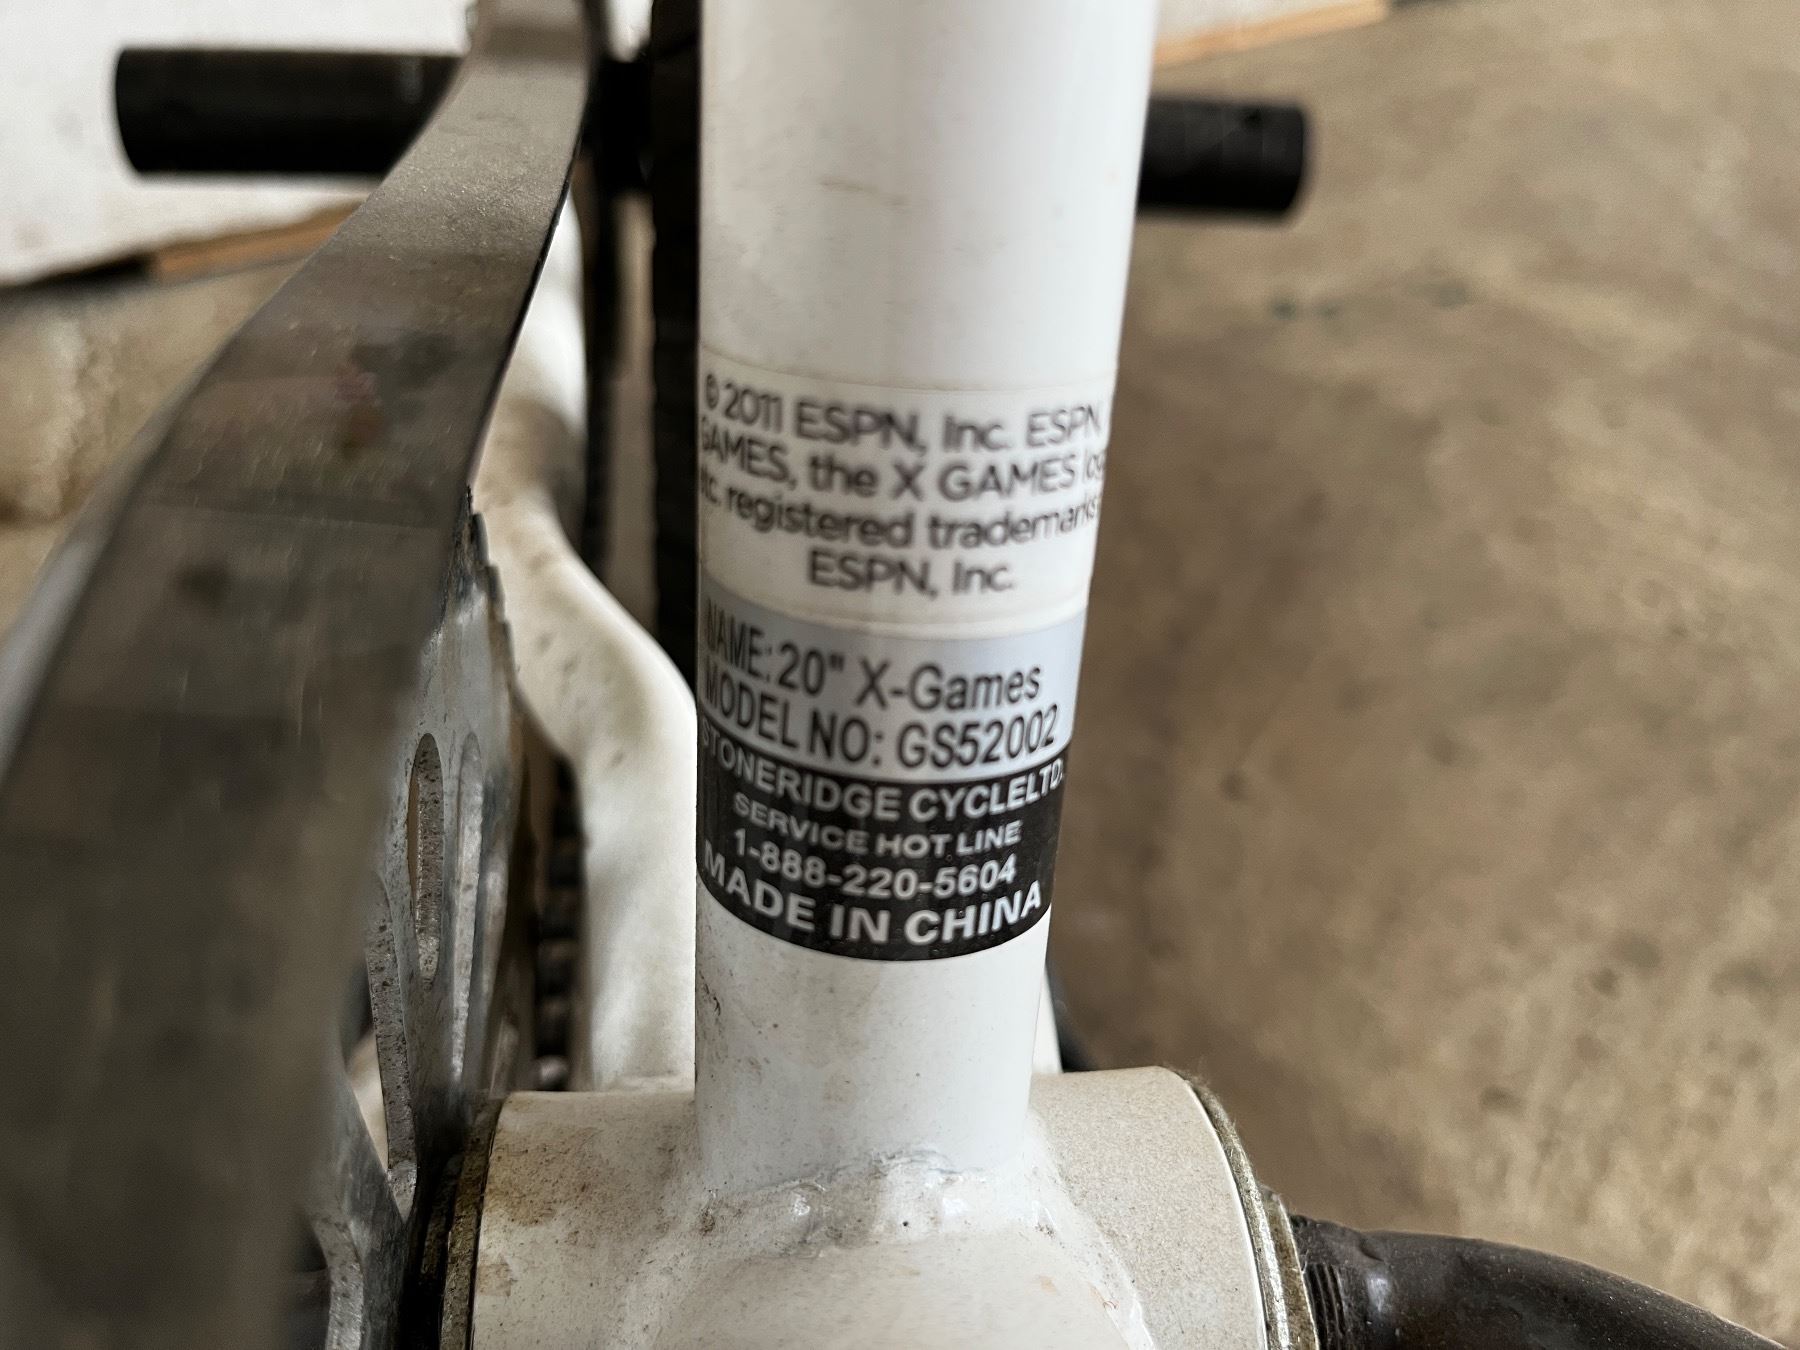 © 2011 ESPN, Inc. ESPN,
GAMES, the X GAMES
registered trademarks
ESPN, Inc.
NAME: 20" X-Games
MODEL NO: GS52002
STONERIDGE CYCLELTD.
SERVICE HOT LINE
1-888-220-5604
MADE IN CHINA